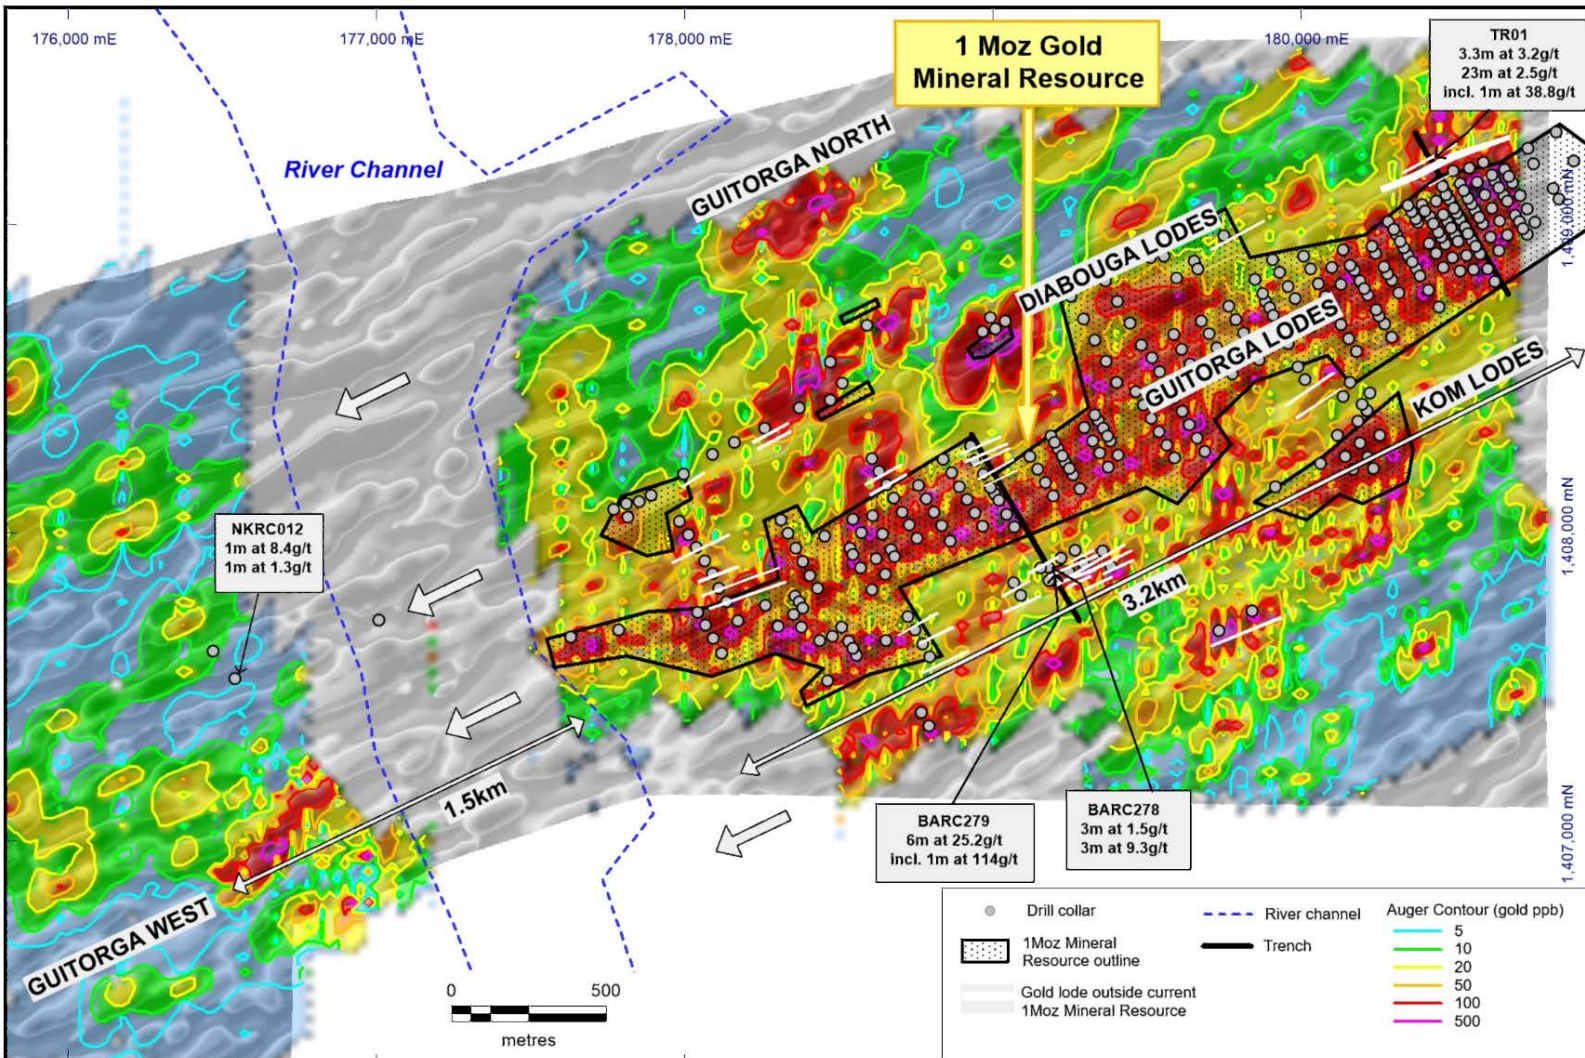 176,000 mE
177,000 mE
178,000 mE
180,000 mE
1 Moz Gold
Mineral Resource
TR01
3.3m at 3.2g/t
23m at 2.5g/t
incl. 1m at 38.8g/t
River Channel
GUITORGA NORTH
1,409,000 mN
DIABOUGA LODES
GUITORGA LODES
KOM LODES
NKRC012
1m at 8.4g/t
1m at 1.3g/t
1,408,000 mN
3.2km
1.5km
BARC279
6m at 25.2g/t
incl. 1m at 114g/t
BARC278
3m at 1.5g/t
3m at 9.3g/t
1,407,000 mN
GUITORGA WEST
0
500
metres
Drill collar
1Moz Mineral
Resource outline
Gold lode outside current
1Moz Mineral Resource
River channel
Trench
Auger Contour (gold ppb)
5
10
20
50
100
500